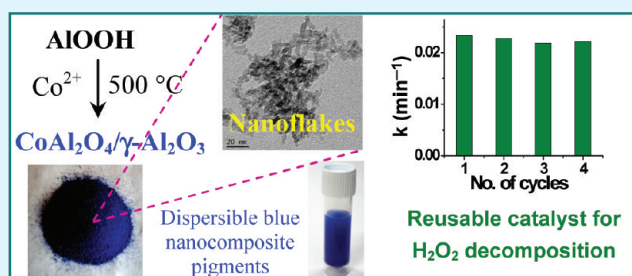 AlOOH
Co²⁺ 500 °C
CoAl₂O₄/γ-Al₂O₃
Nanoflakes
20 nm
Dispersible blue
nanocomposite
pigments
k (min⁻¹)
0.02
0.01
0.00
1 2 3 4
No. of cycles
Reusable catalyst for
H₂O₂ decomposition